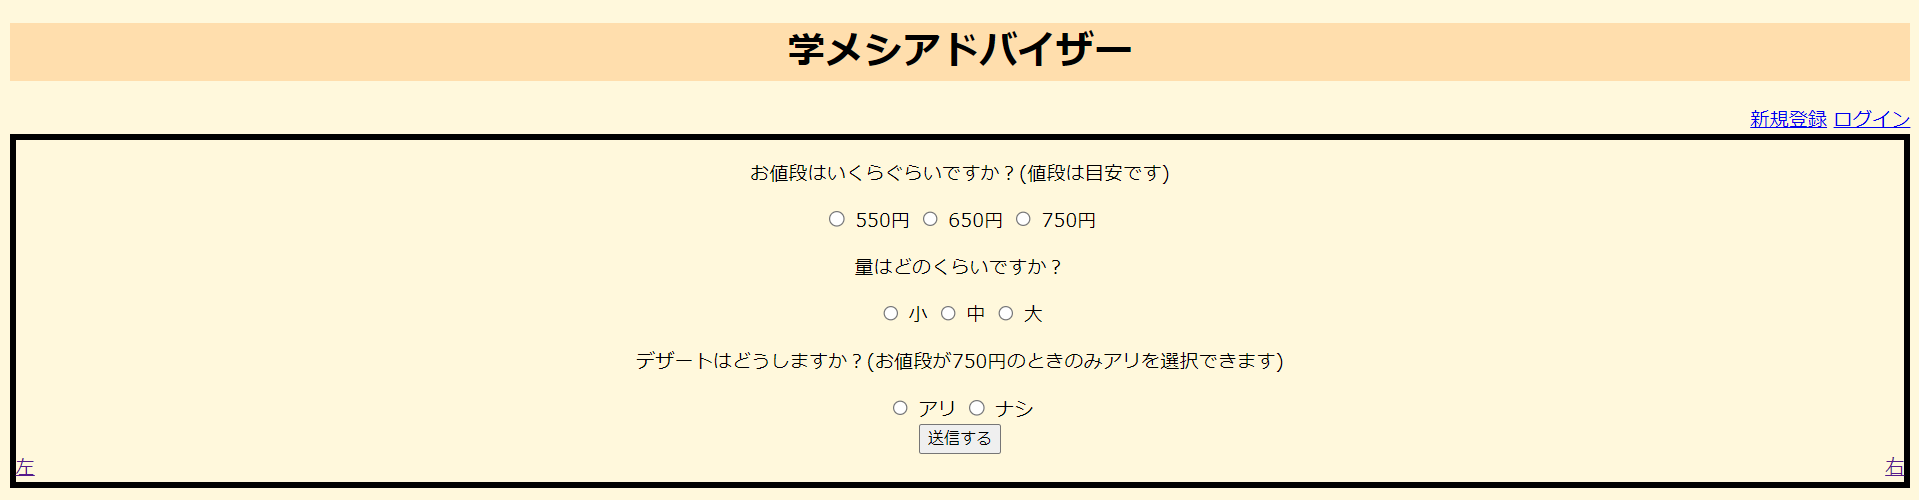 学メシアドバイザー
新規登録 ログイン
お値段はいくらぐらいですか？(値段は目安です)
550円 650円 750円
量はどのくらいですか？
小 中 大
デザートはどうしますか？(お値段が750円のときのみアリを選択できます)
アリ ナシ
送信する
左 右